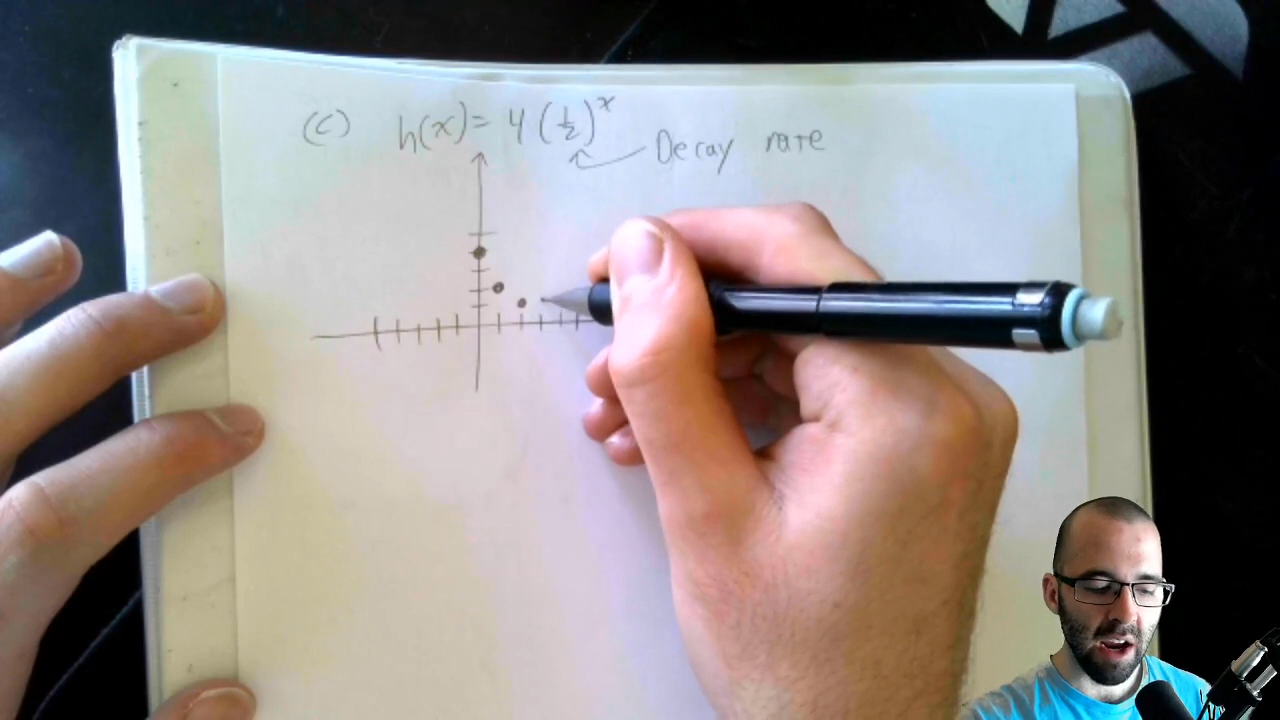 (c) h(x) = 4(1/2)^x
Decay rate